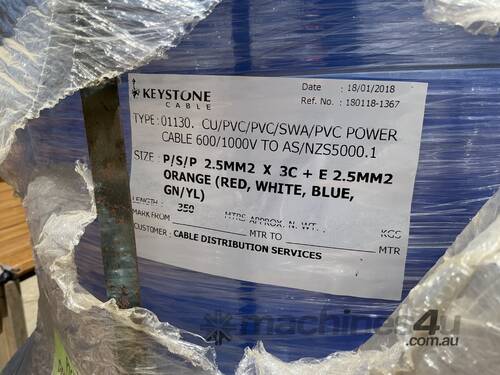 KEYSTONE
CABLE
Date : 18/01/2018
Ref. No. : 180118-1367
TYPE: 01130. CU/PVC/PVC/SWA/PVC POWER
CABLE 600/1000V TO AS/NZS5000.1
SIZE : P/S/P 2.5MM2 X 3C + E 2.5MM2
ORANGE (RED, WHITE, BLUE,
GN/YL)
LENGTH : 350 MTRS APPROX. N. WT. : KGS
MARK FROM MTR TO MTR
CUSTOMER : CABLE DISTRIBUTION SERVICES
machines4u
.com.au